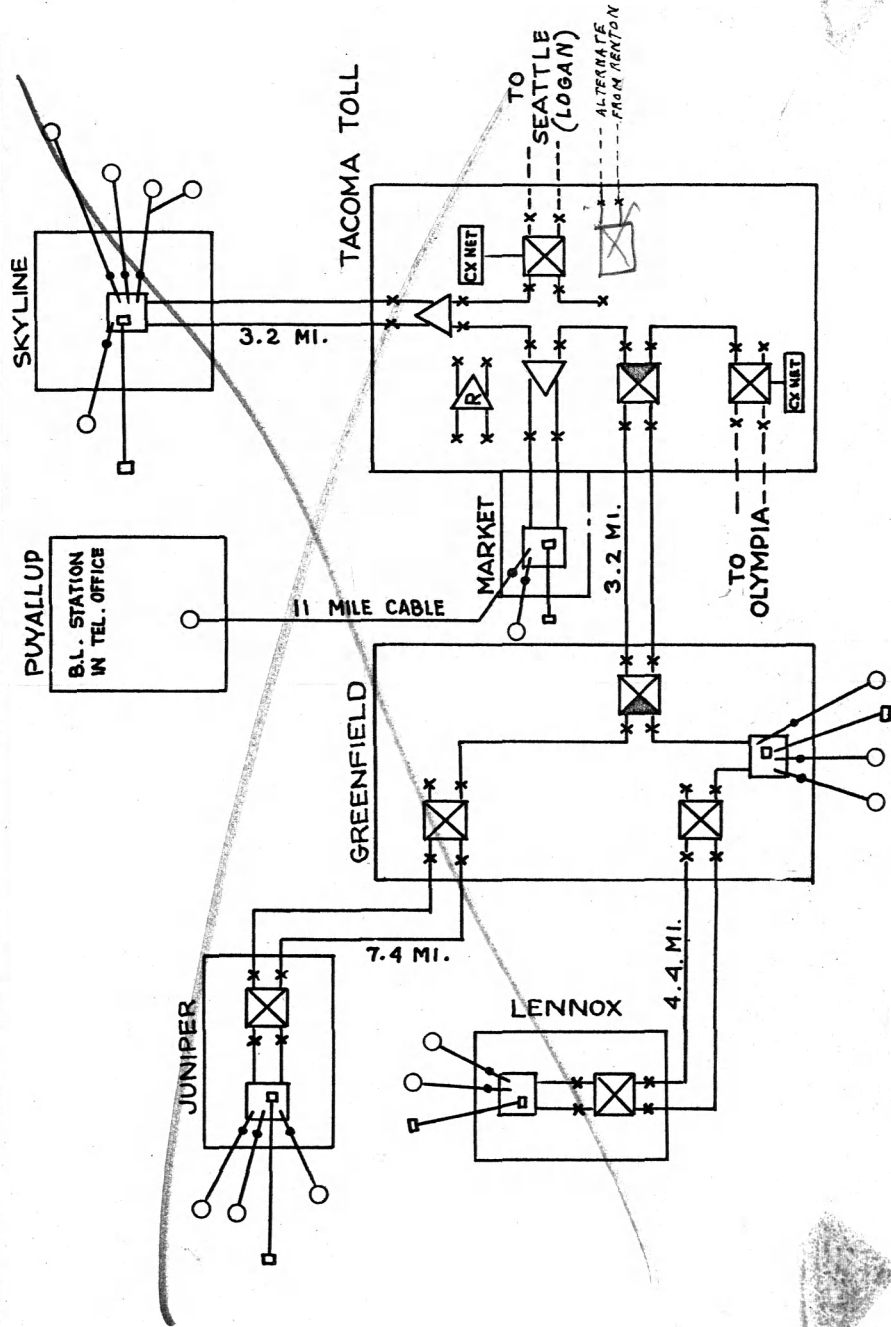 SKYLINE
3.2 MI.
TACOMA TOLL
CX NET
R
TO
SEATTLE
(LOGAN)
ALTERNATE
FROM RENTON
CX NET
TO
OLYMPIA
PUYALLUP
B.L. STATION
IN TEL. OFFICE
11 MILE CABLE
MARKET
3.2 MI.
GREENFIELD
JUNIPER
7.4 MI.
LENNOX
4.4. MI.